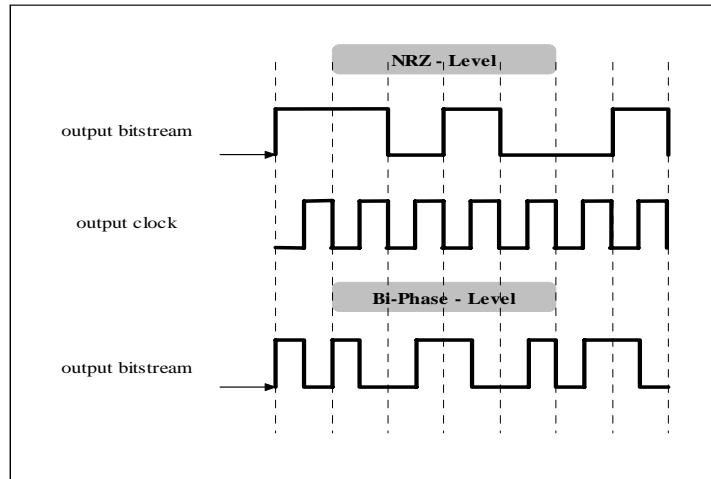 NRZ - Level
output bitstream
output clock
Bi-Phase - Level
output bitstream